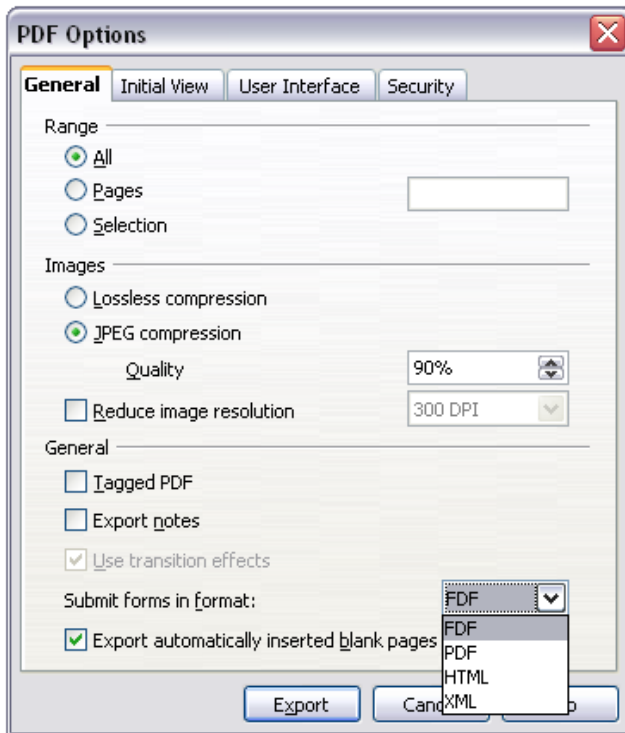 PDF Options
General Initial View User Interface Security
Range
All
Pages
Selection
Images
Lossless compression
JPEG compression
Quality 90%
Reduce image resolution 300 DPI
General
Tagged PDF
Export notes
Use transition effects
Submit forms in format: FDF
FDF
Export automatically inserted blank pages
PDF
HTML
XML
Export